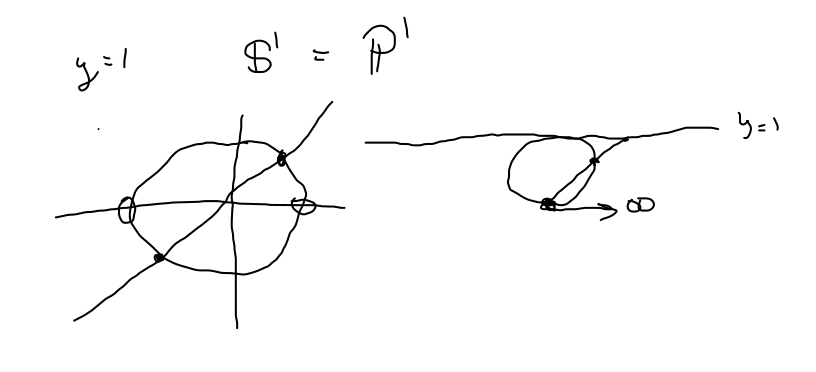 y=1
𝕊¹ = ℙ¹
y=1
∞